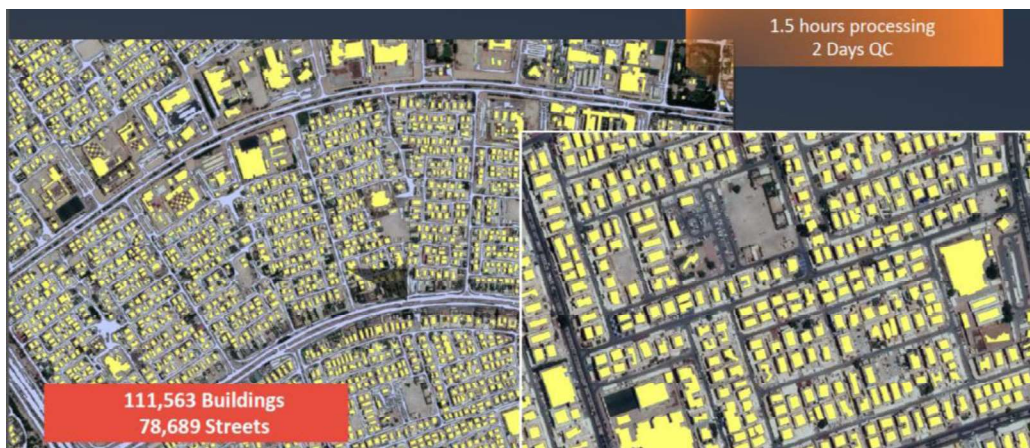 1.5 hours processing
2 Days QC
111,563 Buildings
78,689 Streets